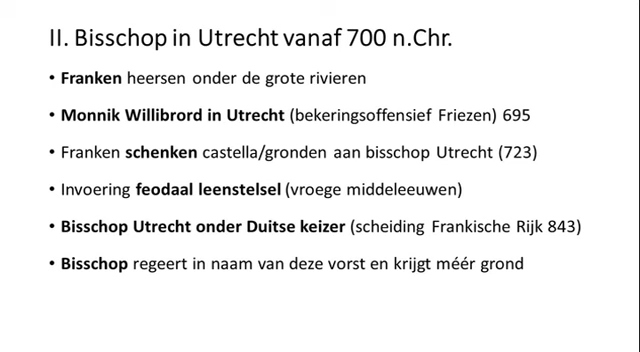 II. Bisschop in Utrecht vanaf 700 n.Chr.
• Franken heersen onder de grote rivieren
• Monnik Willibrord in Utrecht (bekeringsoffensief Friezen) 695
• Franken schenken castella/gronden aan bisschop Utrecht (723)
• Invoering feodaal leenstelsel (vroege middeleeuwen)
• Bisschop Utrecht onder Duitse keizer (scheiding Frankische Rijk 843)
• Bisschop regeert in naam van deze vorst en krijgt méér grond